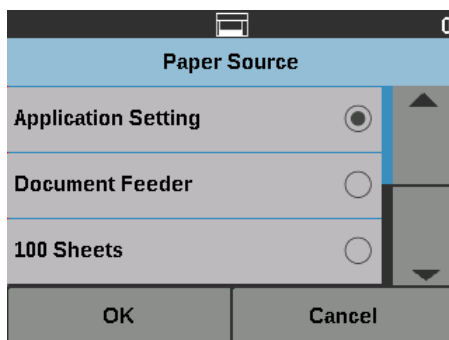 Paper Source
Application Setting
Document Feeder
100 Sheets
OK
Cancel